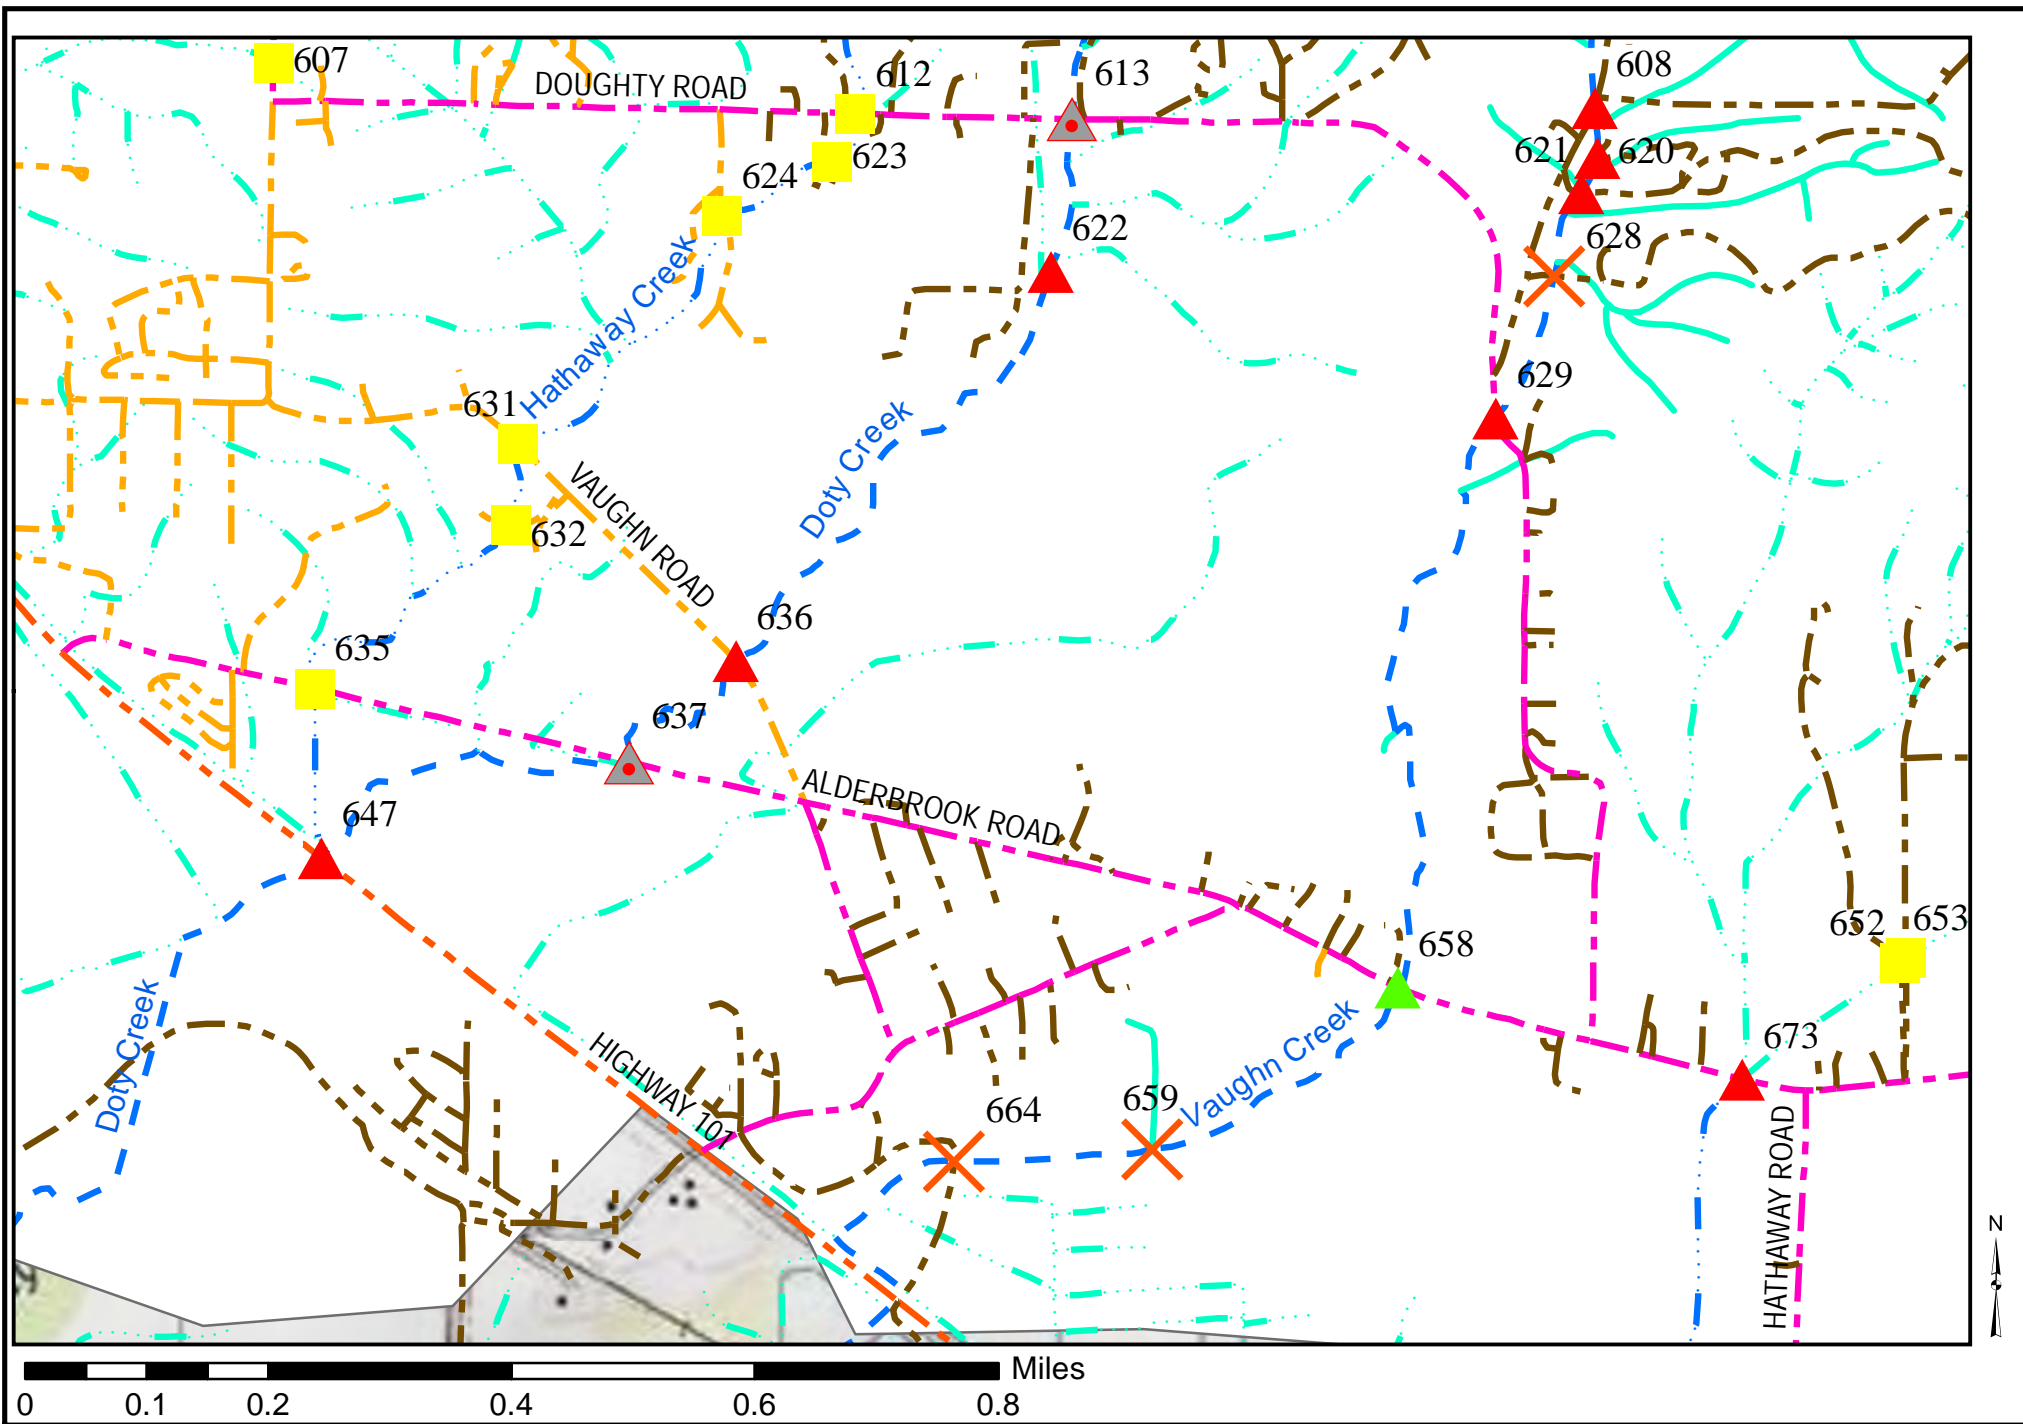 607
DOUGHTY ROAD
612
613
608
621
620
623
624
622
628
Hathaway Creek
629
631
Doty Creek
VAUGHN ROAD
632
636
635
637
647
ALDERBROOK ROAD
652
653
658
Doty Creek
HIGHWAY 101
664
659
Vaughn Creek
673
HATHAWAY ROAD
N
Miles
0
0.1
0.2
0.4
0.6
0.8